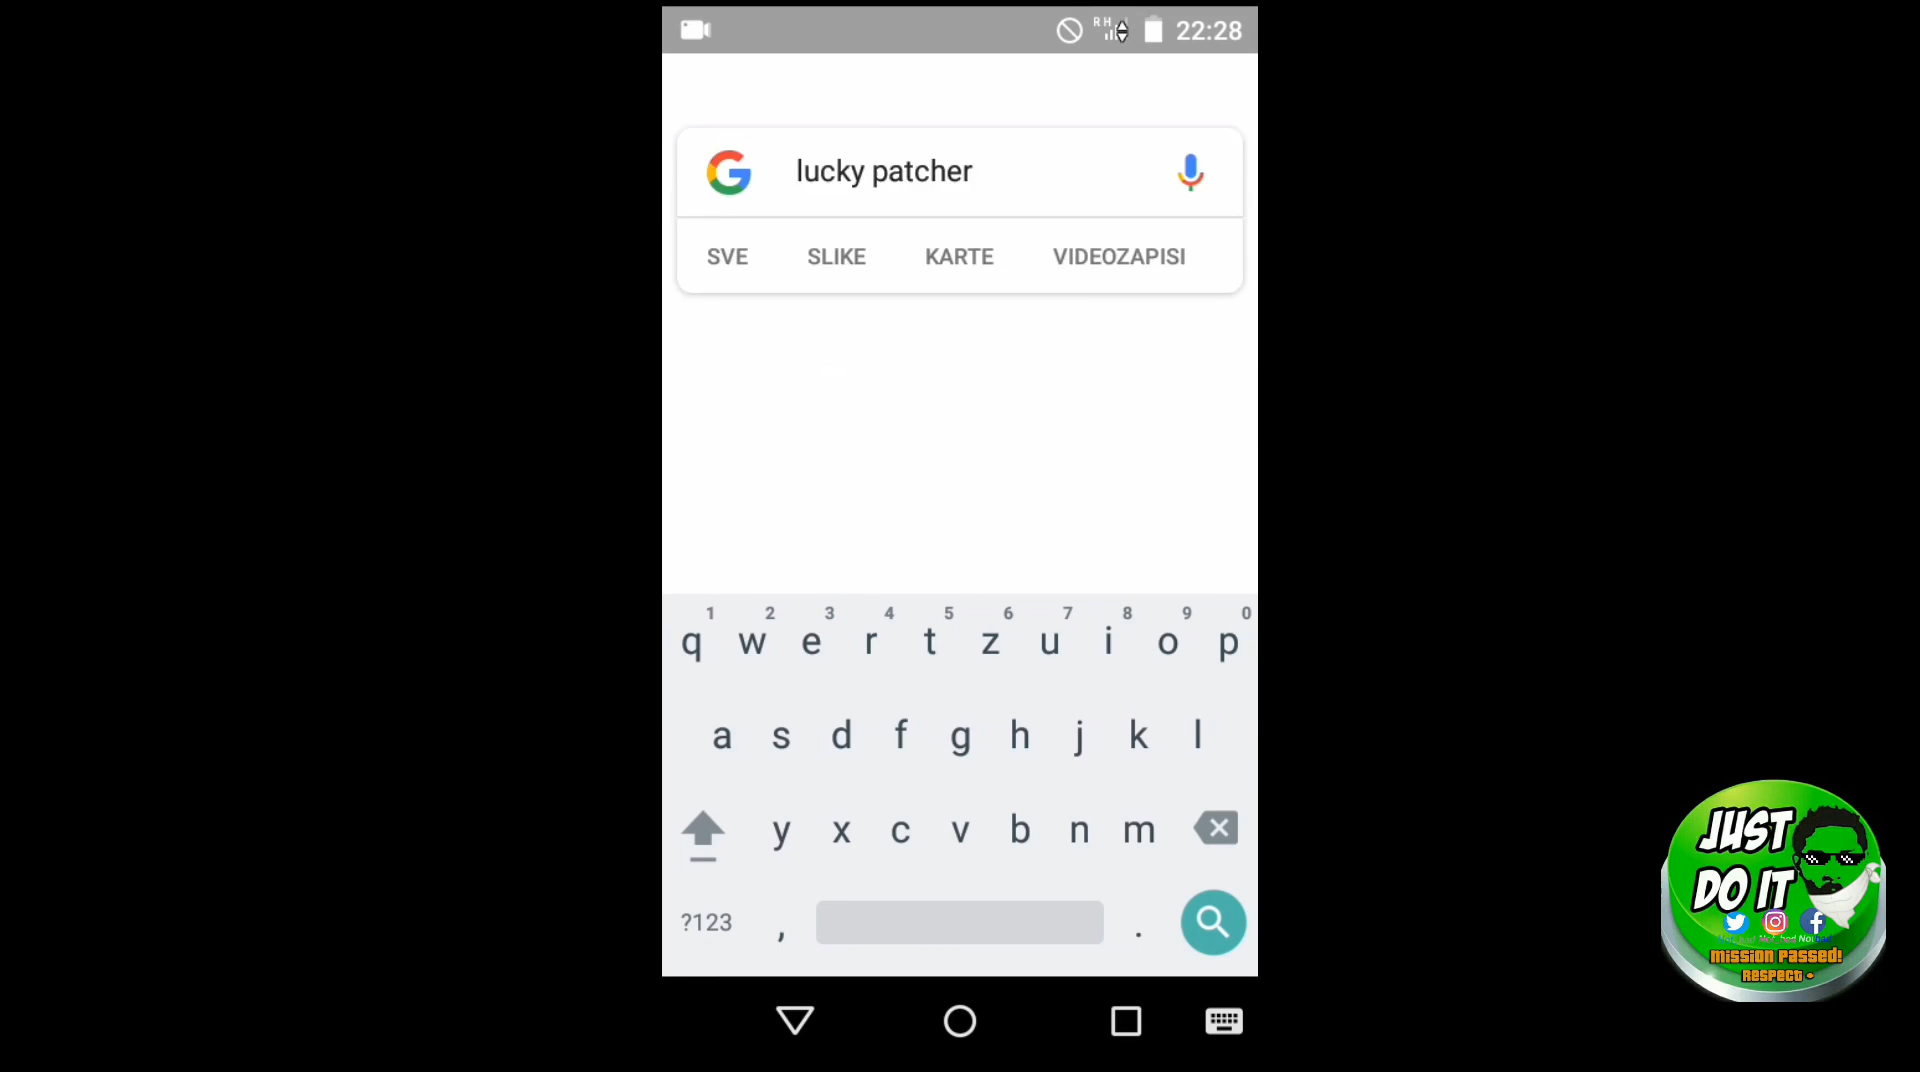 RH 22:28
lucky patcher
SVE SLIKE KARTE VIDEOZAPISI
1 2 3 4 5 6 7 8 9 0
q w e r t z u i o p
a s d f g h j k l
y x c v b n m
?123 , .
JUST
DO IT
mission passed!
Respect +